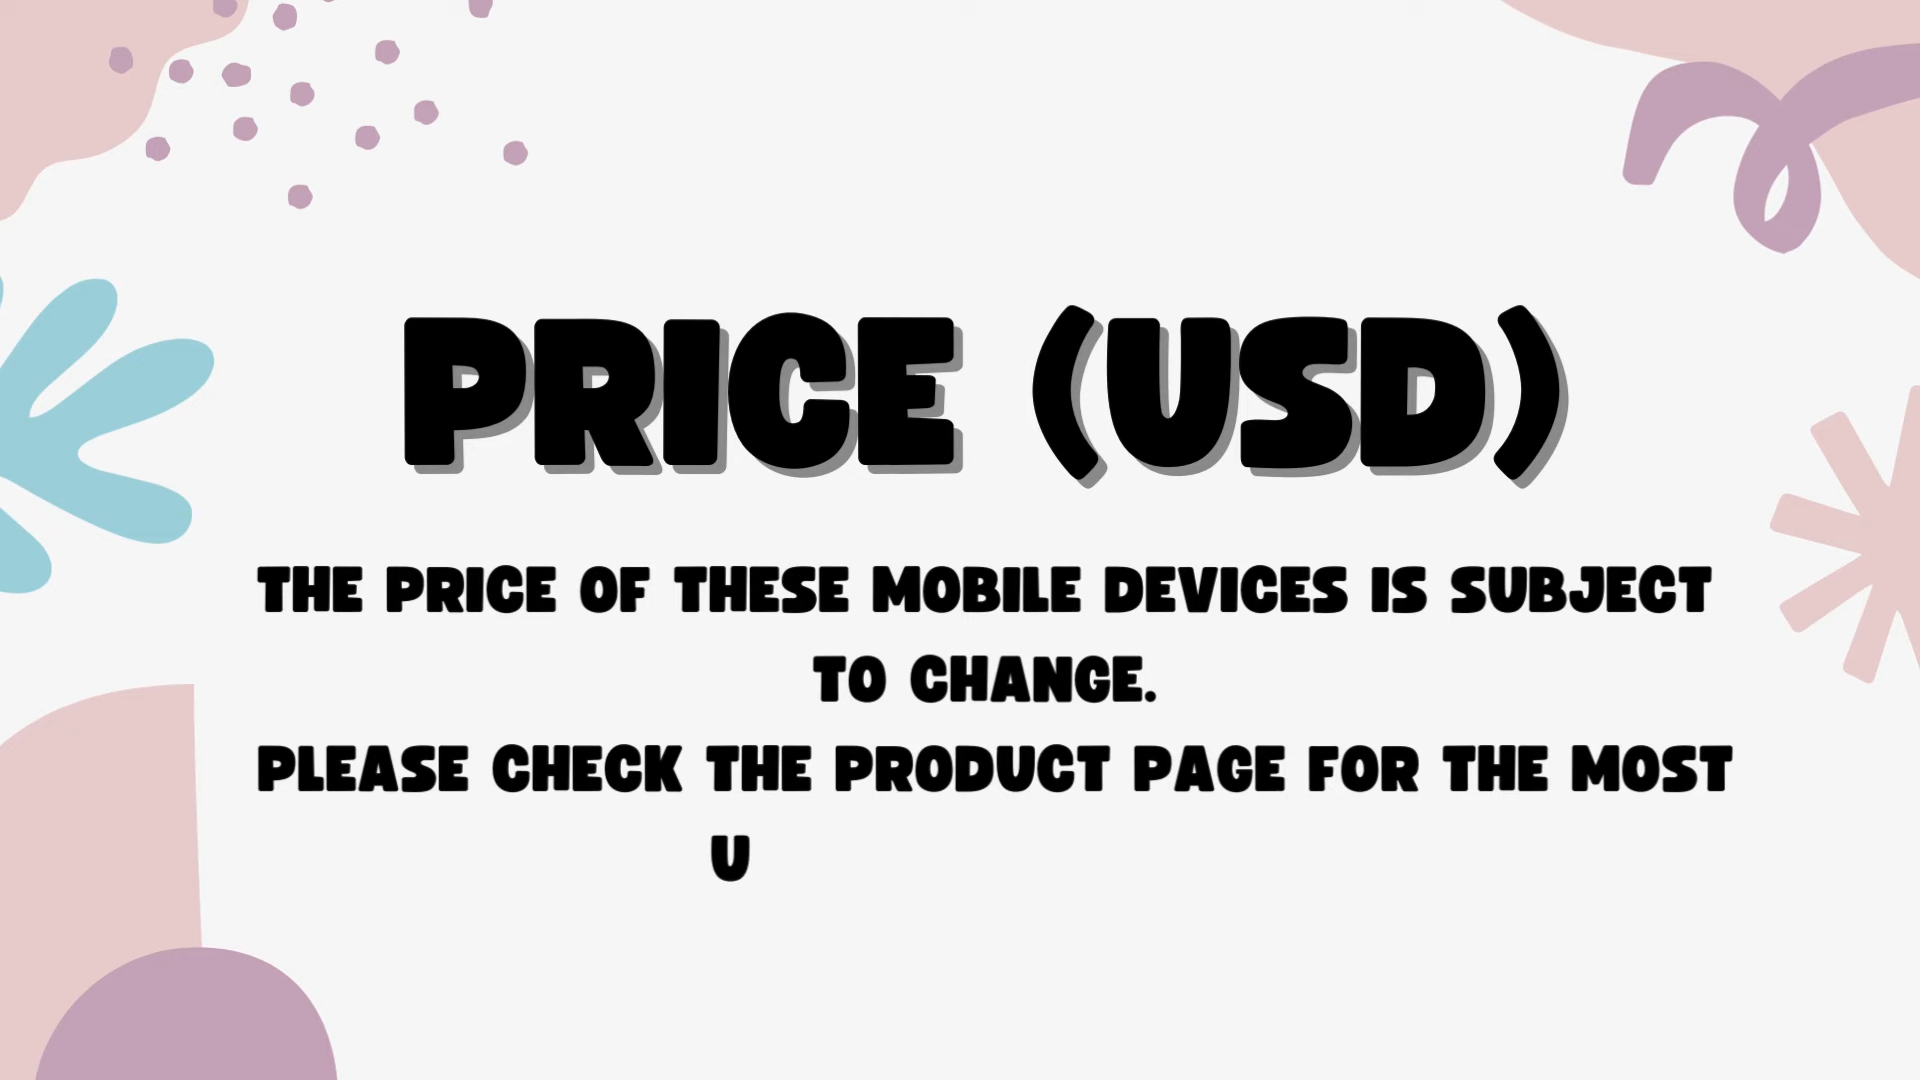 PRICE (USD)
THE PRICE OF THESE MOBILE DEVICES IS SUBJECT
TO CHANGE.
PLEASE CHECK THE PRODUCT PAGE FOR THE MOST
U